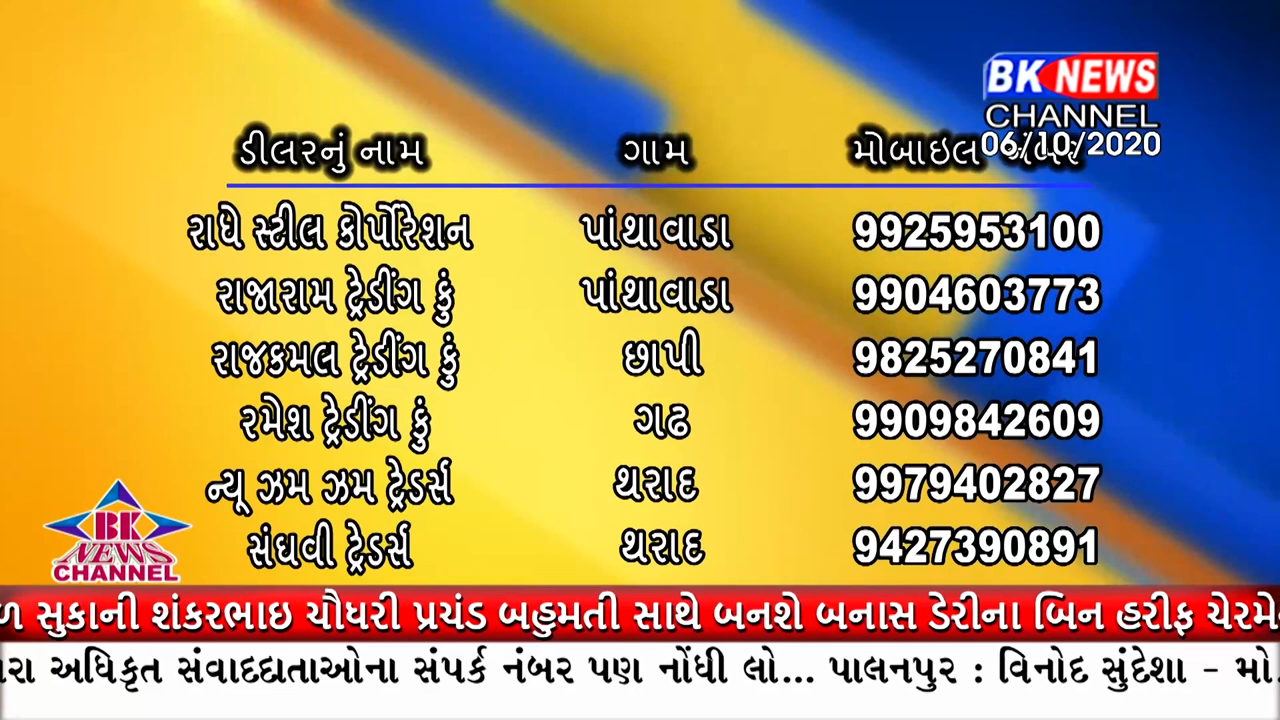 BK NEWS
CHANNEL
06/10/2020
ડીલરનું નામ ગામ મોબાઇલ
રાધે સ્ટીલ કોર્પોરેશન પાંથાવાડા 9925953100
રાજારામ ટ્રેડીંગ કું પાંથાવાડા 9904603773
રાજકમલ ટ્રેડીંગ કું છાપી 9825270841
રમેશ ટ્રેડીંગ કું ગઢ 9909842609
ન્યૂ ઝમ ઝમ ટ્રેડર્સ થરાદ 9979402827
સંઘવી ટ્રેડર્સ થરાદ 9427390891
BK
NEWS
CHANNEL
સુકાની શંકરભાઇ ચૌધરી પ્રચંડ બહુમતી સાથે બનશે બનાસ ડેરીના બિન હરીફ
અધિકૃત સંવાદદાતાઓના સંપર્ક નંબર પણ નોંધી લો... પાલનપુર : વિનોદ સુંદેશા - મો.